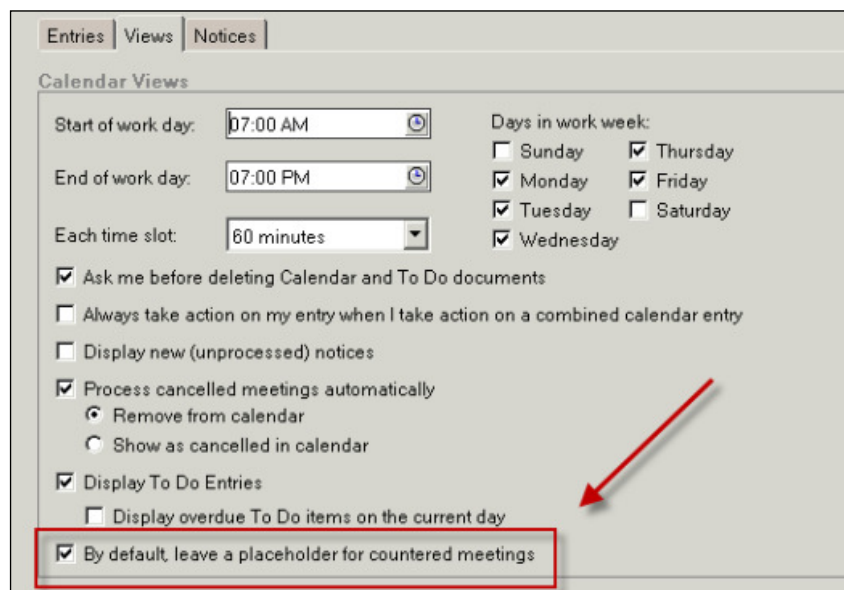 Entries Views Notices
Calendar Views
Start of work day: 07:00 AM Days in work week:
Sunday Thursday
End of work day: 07:00 PM Monday Friday
Tuesday Saturday
Each time slot: 60 minutes Wednesday
Ask me before deleting Calendar and To Do documents
Always take action on my entry when I take action on a combined calendar entry
Display new (unprocessed) notices
Process cancelled meetings automatically
Remove from calendar
Show as cancelled in calendar
Display To Do Entries
Display overdue To Do items on the current day
By default, leave a placeholder for countered meetings